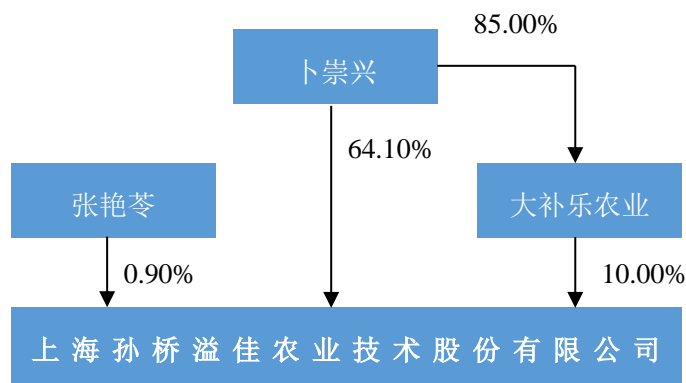 85.00%
卜崇兴
64.10%
张艳苓
大补乐农业
0.90%
10.00%
上海孙桥溢佳农业技术股份有限公司